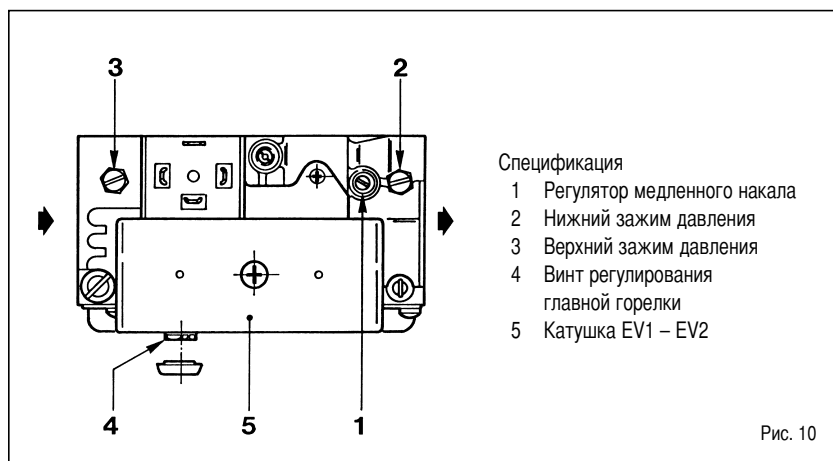 3
2
Спецификация
1 Регулятор медленного накала
2 Нижний зажим давления
3 Верхний зажим давления
4 Винт регулирования
главной горелки
5 Катушка EV1 – EV2
4
5
1
Рис. 10